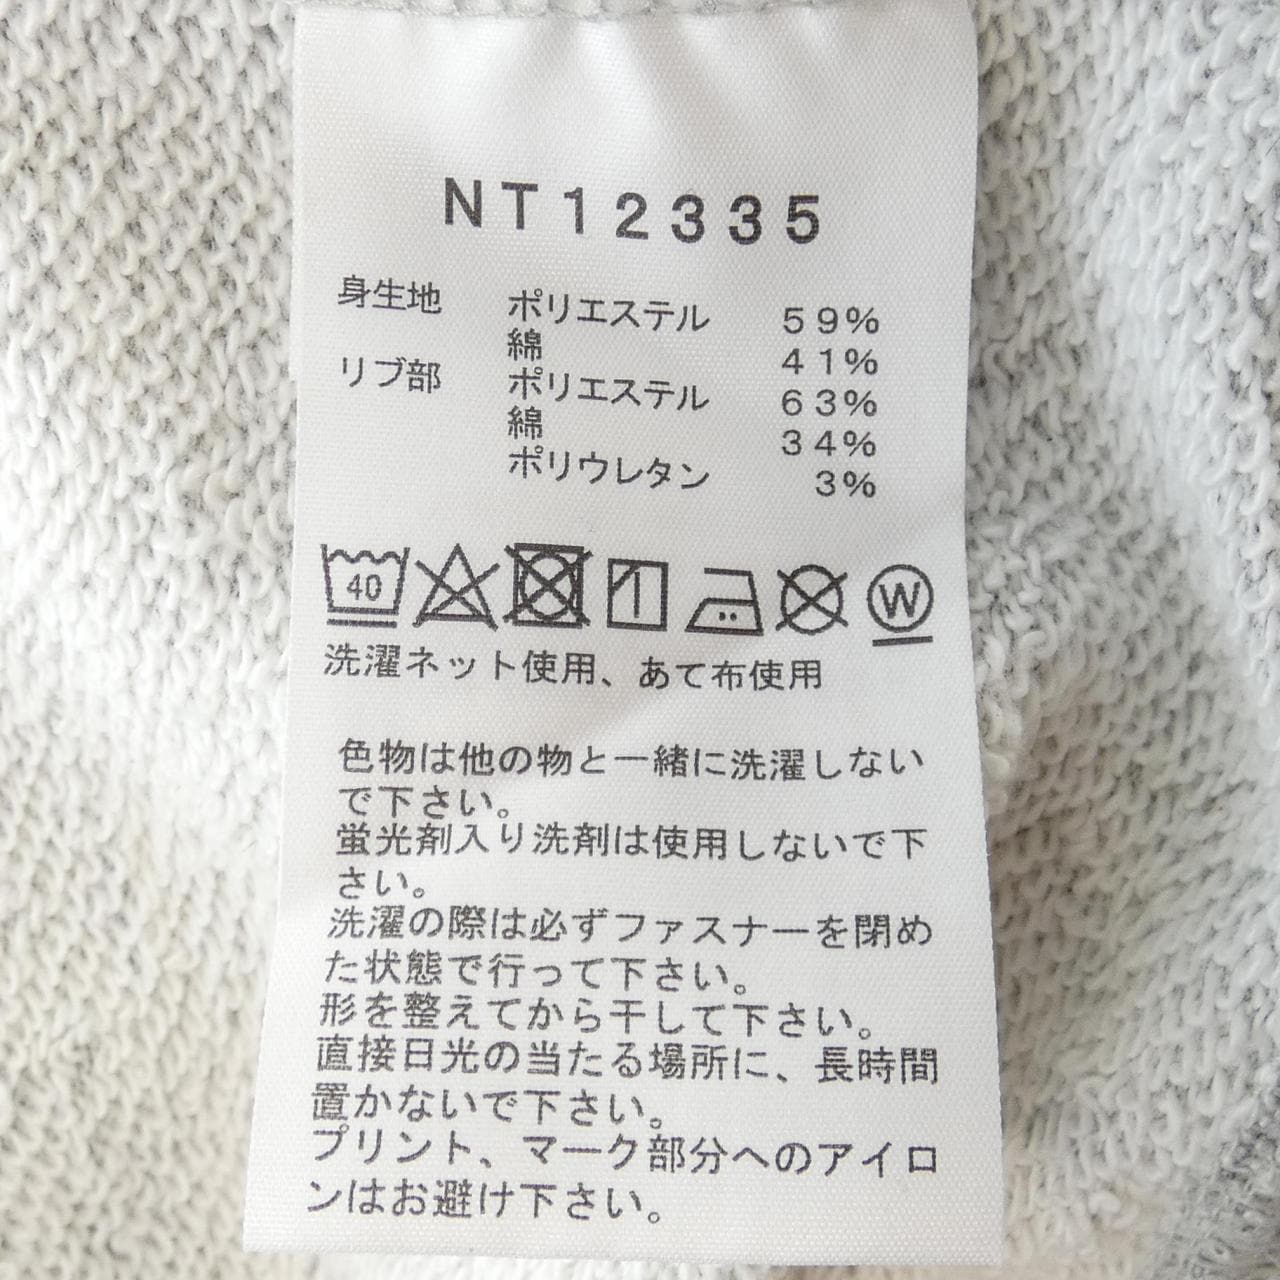 NT12335
身生地 ポリエステル 59%
綿 41%
リブ部 ポリエステル 63%
綿 34%
ポリウレタン 3%
40 W
洗濯ネット使用、あて布使用
色物は他の物と一緒に洗濯しない
で下さい。
蛍光剤入り洗剤は使用しないで下
さい。
洗濯の際は必ずファスナーを閉め
た状態で行って下さい。
形を整えてから干して下さい。
直接日光の当たる場所に、長時間
置かないで下さい。
プリント、マーク部分へのアイロ
ンはお避け下さい。